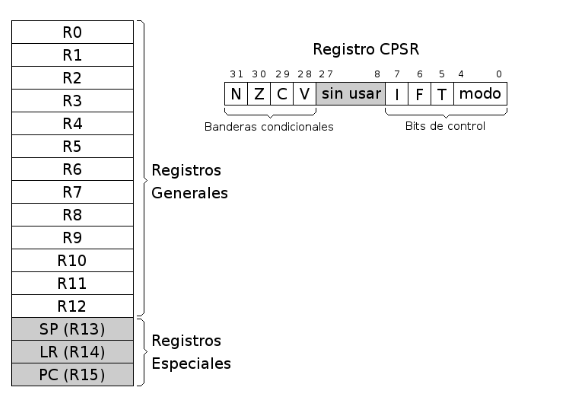 R0
R1
R2
R3
R4
R5
R6
R7
R8
R9
R10
R11
R12
SP (R13)
LR (R14)
PC (R15)
Registros
Generales
Registros
Especiales
Registro CPSR
31 30 29 28 27 8 7 6 5 4 0
N Z C V sin usar I F T modo
Banderas condicionales Bits de control